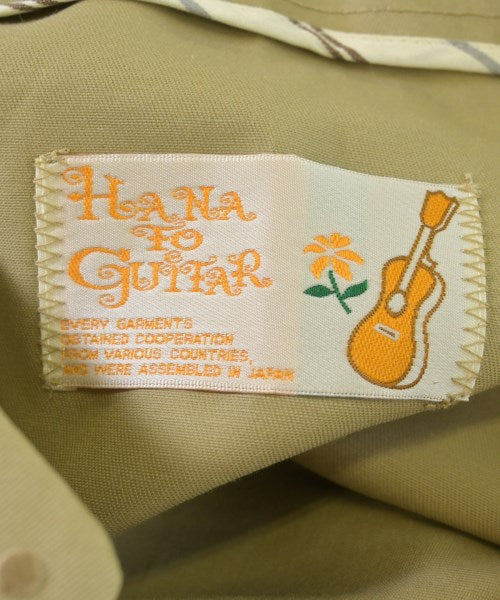 HANA
TO
GUITAR
EVERY GARMENTS
OBTAINED COOPERATION
FROM VARIOUS COUNTRIES,
AND WERE ASSEMBLED IN JAPAN